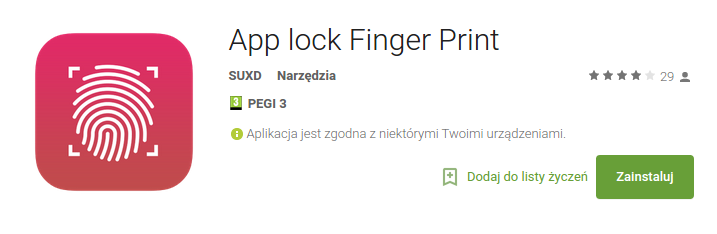 App lock Finger Print
SUXD Narzędzia 29
3 PEGI 3
Aplikacja jest zgodna z niektórymi Twoimi urządzeniami.
Dodaj do listy życzeń Zainstaluj